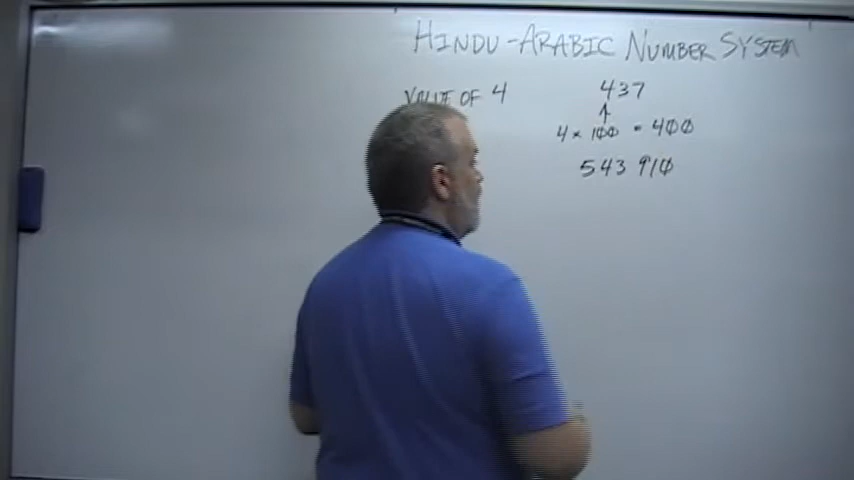 HINDU-ARABIC NUMBER SYSTEM
VALUE OF 4
437
↑
4 × 100 = 400
543 910